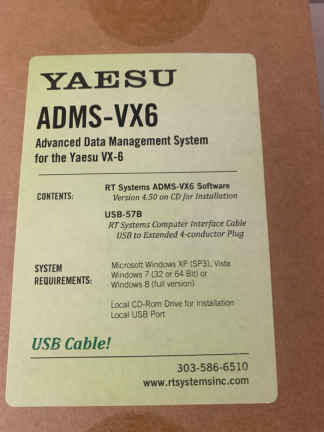 YAESU
ADMS-VX6
Advanced Data Management System
for the Yaesu VX-6
CONTENTS:
RT Systems ADMS-VX6 Software
Version 4.50 on CD for Installation
USB-57B
RT Systems Computer Interface Cable
USB to Extended 4-conductor Plug
SYSTEM
REQUIREMENTS:
Microsoft Windows XP (SP3), Vista
Windows 7 (32 or 64 Bit) or
Windows 8 (full version)
Local CD-Rom Drive for Installation
Local USB Port
USB Cable!
303-586-6510
www.rtsystemsinc.com